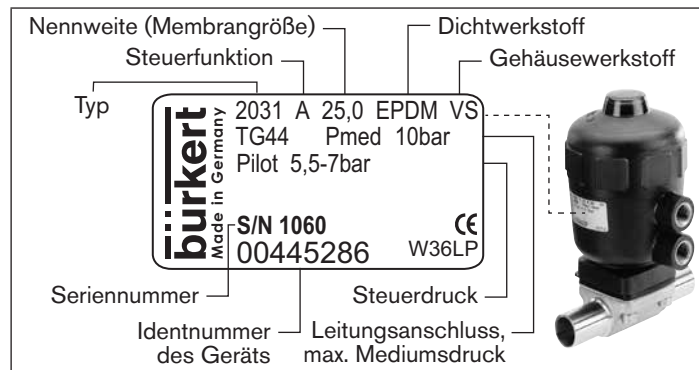 Nennweite (Membrangröße)
Dichtwerkstoff
Steuerfunktion
Gehäusewerkstoff
Typ
bürkert
Made in Germany
2031 A 25,0 EPDM VS
TG44 Pmed 10bar
Pilot 5,5-7bar
S/N 1060
CE
00445286
W36LP
Seriennummer
Steuerdruck
Identnummer
des Geräts
Leitungsanschluss,
max. Mediumsdruck